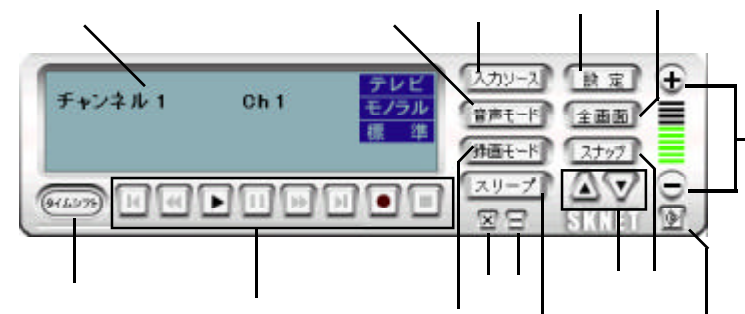 チャンネル 1 Ch 1
テレビ
モノラル
標 準
入力ソース
設 定
音声モード
全画面
録画モード
スナップ
スリープ
タイムシフト
SKNET